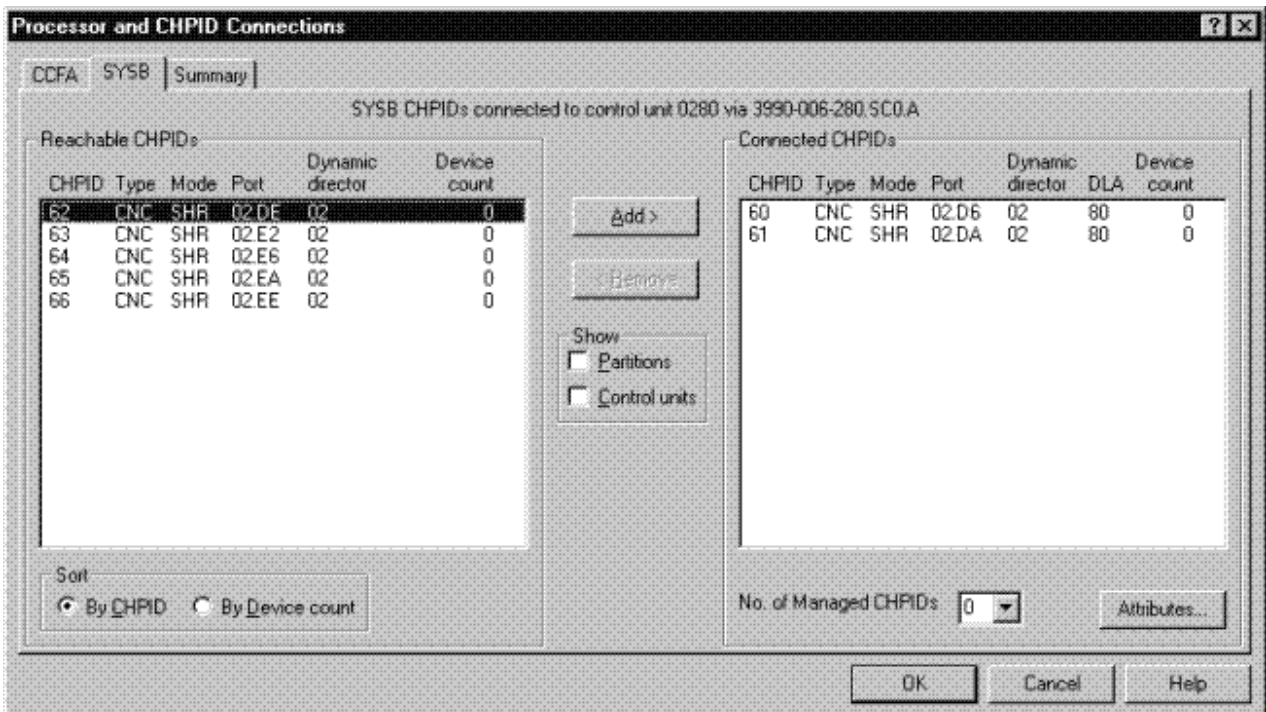 Processor and CHPID Connections
CCFA SYSB Summary
SYSB CHPIDs connected to control unit 0280 via 3990-006-280.SC0.A
Reachable CHPIDs
CHPID Type Mode Port Dynamic director Device count
62 CNC SHR 02.DE 02 0
63 CNC SHR 02.E2 02 0
64 CNC SHR 02.E6 02 0
65 CNC SHR 02.EA 02 0
66 CNC SHR 02.EE 02 0
Sort
By CHPID By Device count
Add >
< Remove
Show
Partitions
Control units
Connected CHPIDs
CHPID Type Mode Port Dynamic director DLA Device count
60 CNC SHR 02.D6 02 80 0
61 CNC SHR 02.DA 02 80 0
No. of Managed CHPIDs 0 Attributes...
OK Cancel Help